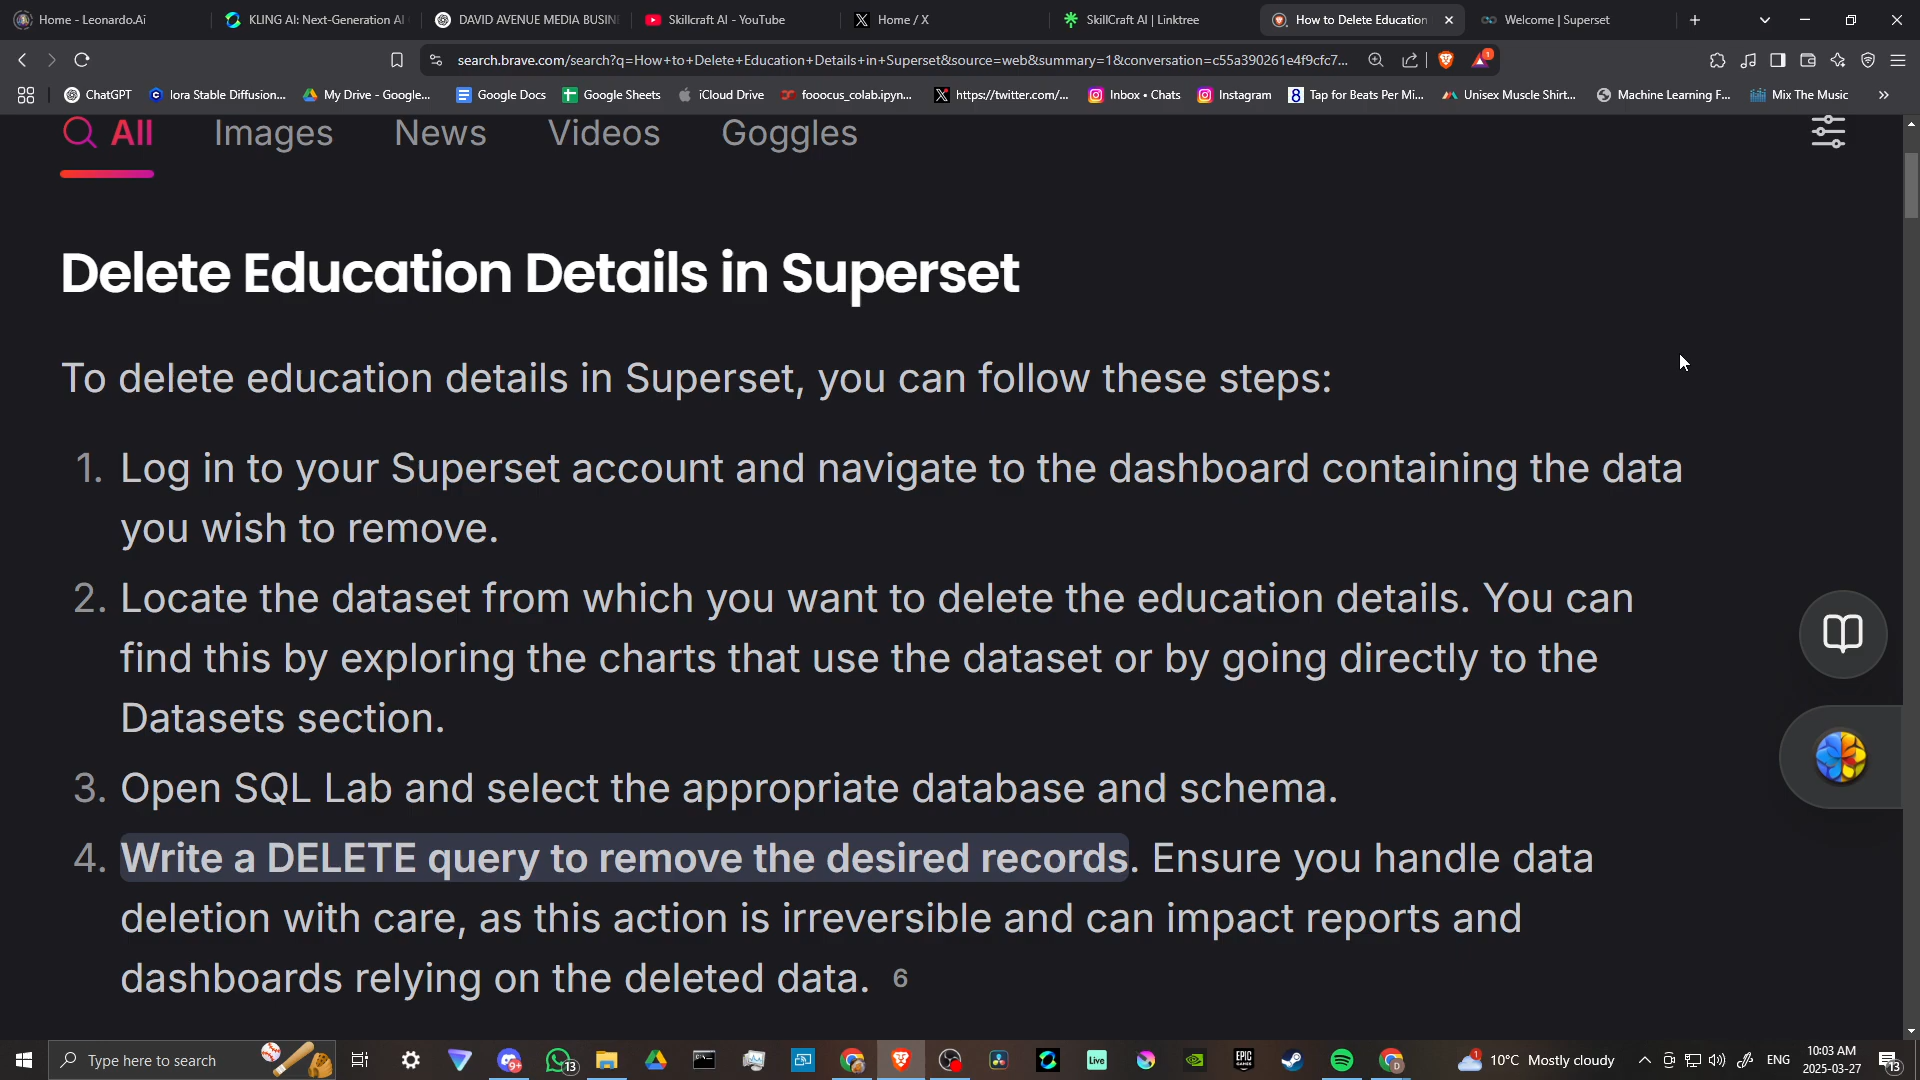 Home - Leonardo.Ai
KLING AI: Next-Generation AI
DAVID AVENUE MEDIA BUSIN
Skillcraft AI - YouTube
Home / X
SkillCraft AI | Linktree
How to Delete Education
Welcome | Superset
search.brave.com/search?q=How+to+Delete+Education+Details+in+Superset&source=web&summary=1&conversation=c55a390261e4f9cfc7...
1
ChatGPT
lora Stable Diffusion...
My Drive - Google...
Google Docs
Google Sheets
iCloud Drive
fooocus_colab.ipyn...
https://twitter.com/...
Inbox • Chats
Instagram
Tap for Beats Per Mi...
Unisex Muscle Shirt...
Machine Learning F...
Mix The Music
All
Images
News
Videos
Goggles
Delete Education Details in Superset
To delete education details in Superset, you can follow these steps:
1. Log in to your Superset account and navigate to the dashboard containing the data
you wish to remove.
2. Locate the dataset from which you want to delete the education details. You can
find this by exploring the charts that use the dataset or by going directly to the
Datasets section.
3. Open SQL Lab and select the appropriate database and schema.
4. Write a DELETE query to remove the desired records. Ensure you handle data
deletion with care, as this action is irreversible and can impact reports and
dashboards relying on the deleted data. 6
Type here to search
9+
13
Live
EPIC GAMES
1
10°C Mostly cloudy
ENG
10:03 AM
2025-03-27
13